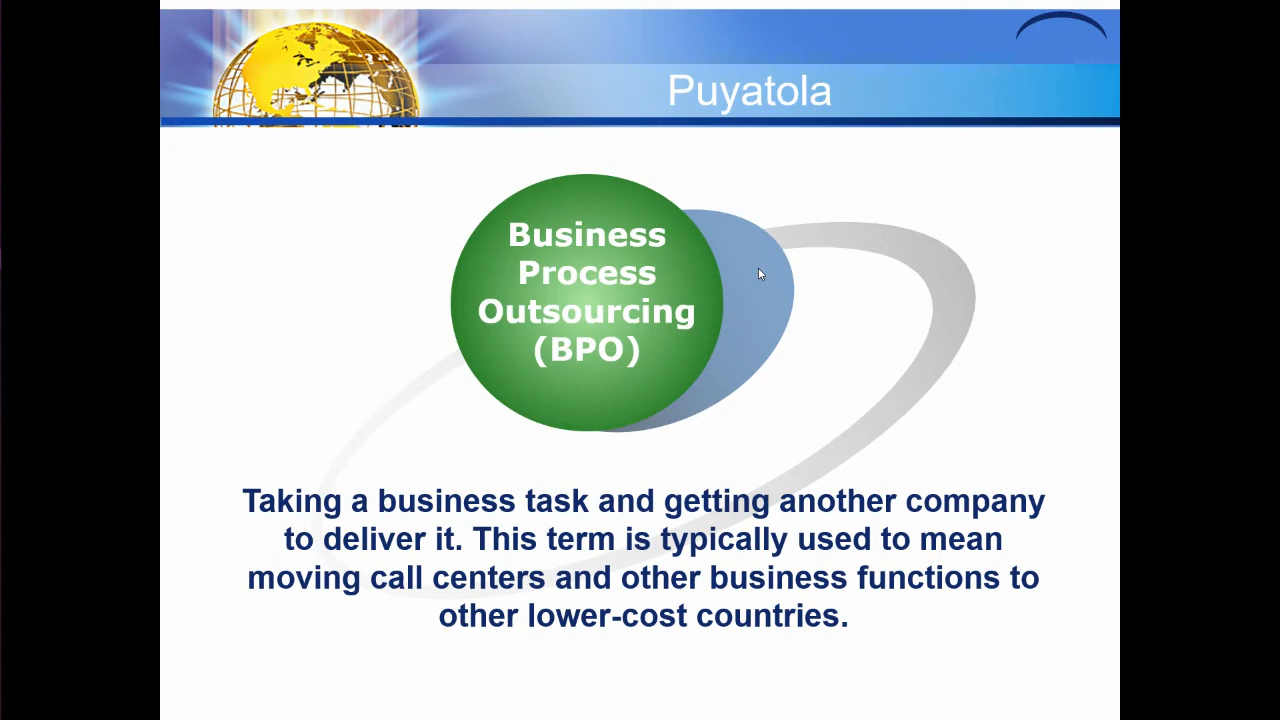 Puyatola
Business
Process
Outsourcing
(BPO)
Taking a business task and getting another company
to deliver it. This term is typically used to mean
moving call centers and other business functions to
other lower-cost countries.